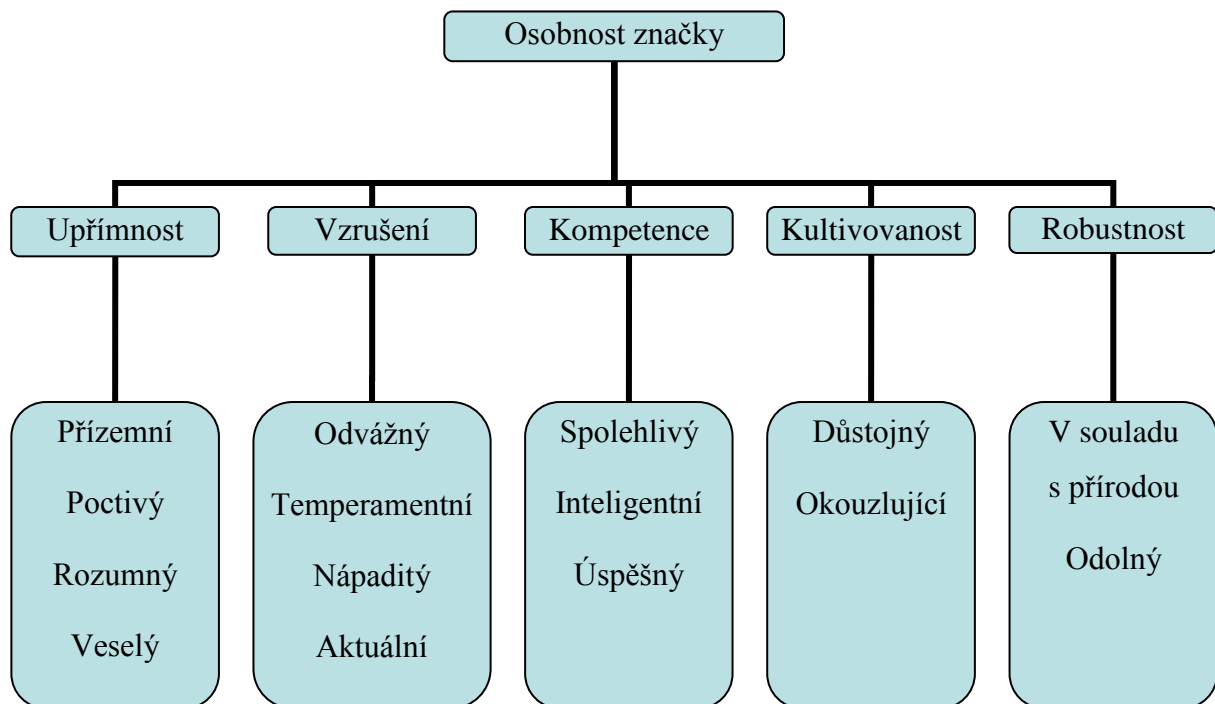 Osobnost značky
Upřímnost
Vzrušení
Kompetence
Kultivovanost
Robustnost
Přízemní
Poctivý
Rozumný
Veselý
Odvážný
Temperamentní
Nápaditý
Aktuální
Spolehlivý
Inteligentní
Úspěšný
Důstojný
Okouzlující
V souladu
s přírodou
Odolný